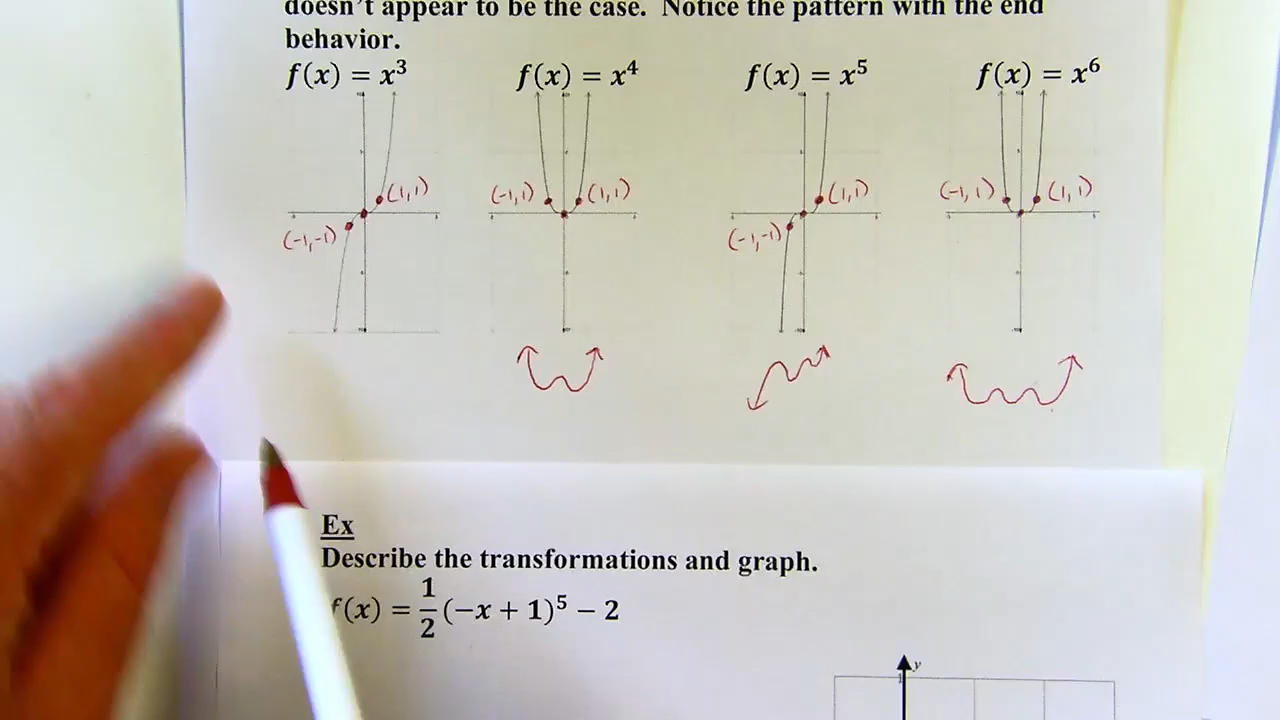 doesn't appear to be the case. Notice the pattern with the end
behavior.
f(x) = x³ f(x) = x⁴ f(x) = x⁵ f(x) = x⁶
(1,1) (-1,1) (1,1) (1,1) (-1,1) (1,1)
(-1,-1) (-1,-1)
Ex
Describe the transformations and graph.
f(x) = 1/2(−x + 1)⁵ − 2
y